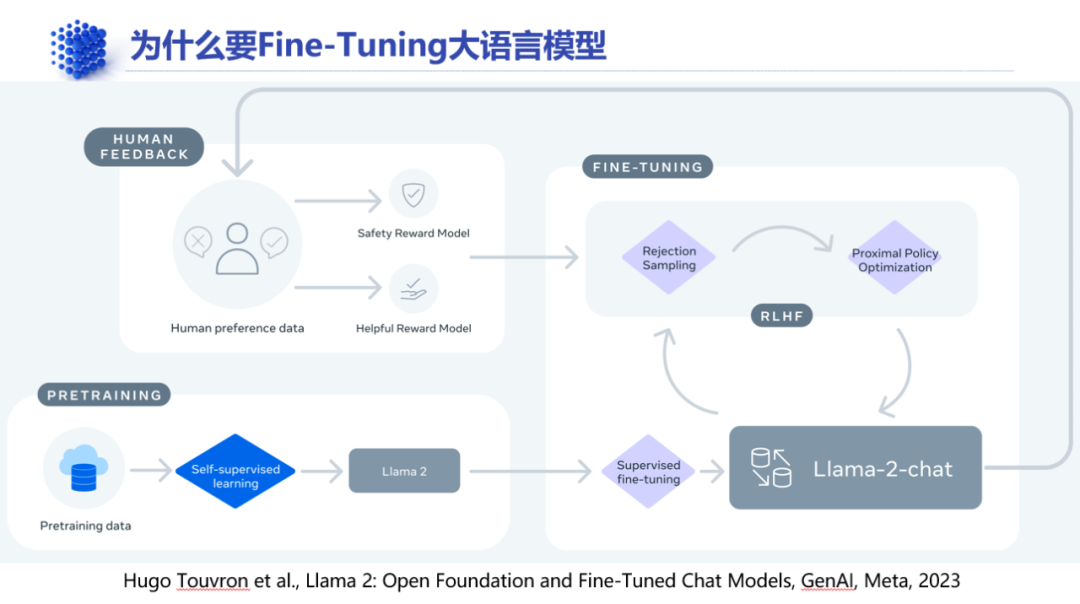 为什么要Fine-Tuning大语言模型
HUMAN
FEEDBACK
Safety Reward Model
Human preference data
Helpful Reward Model
FINE-TUNING
Rejection
Sampling
Proximal Policy
Optimization
RLHF
PRETRAINING
Pretraining data
Self-supervised
learning
Llama 2
Supervised
fine-tuning
Llama-2-chat
Hugo Touvron et al., Llama 2: Open Foundation and Fine-Tuned Chat Models, GenAI, Meta, 2023